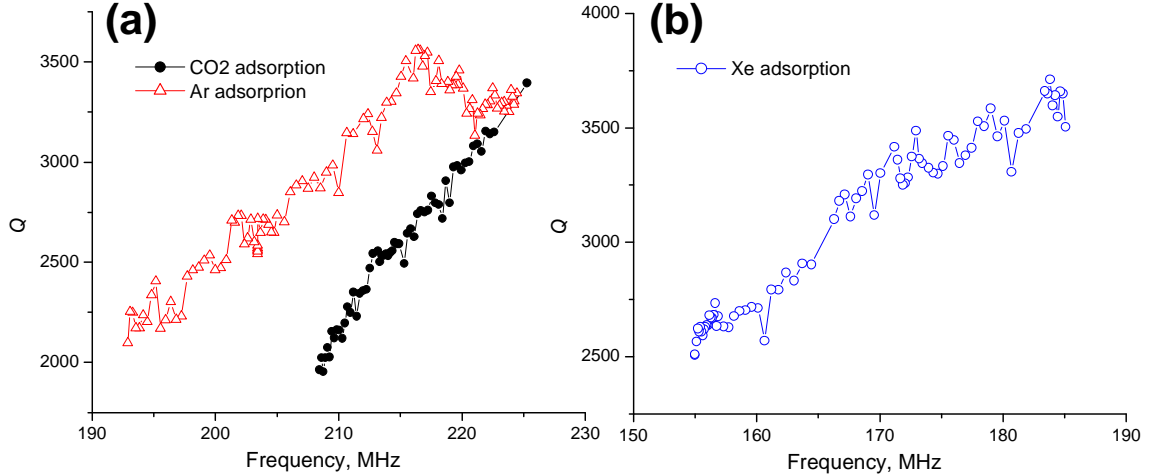 (a)
CO2 adsorption
Ar adsorprion
3500
3000
2500
2000
Q
190
200
210
220
230
Frequency, MHz
(b)
Xe adsorption
4000
3500
3000
2500
Q
150
160
170
180
190
Frequency, MHz